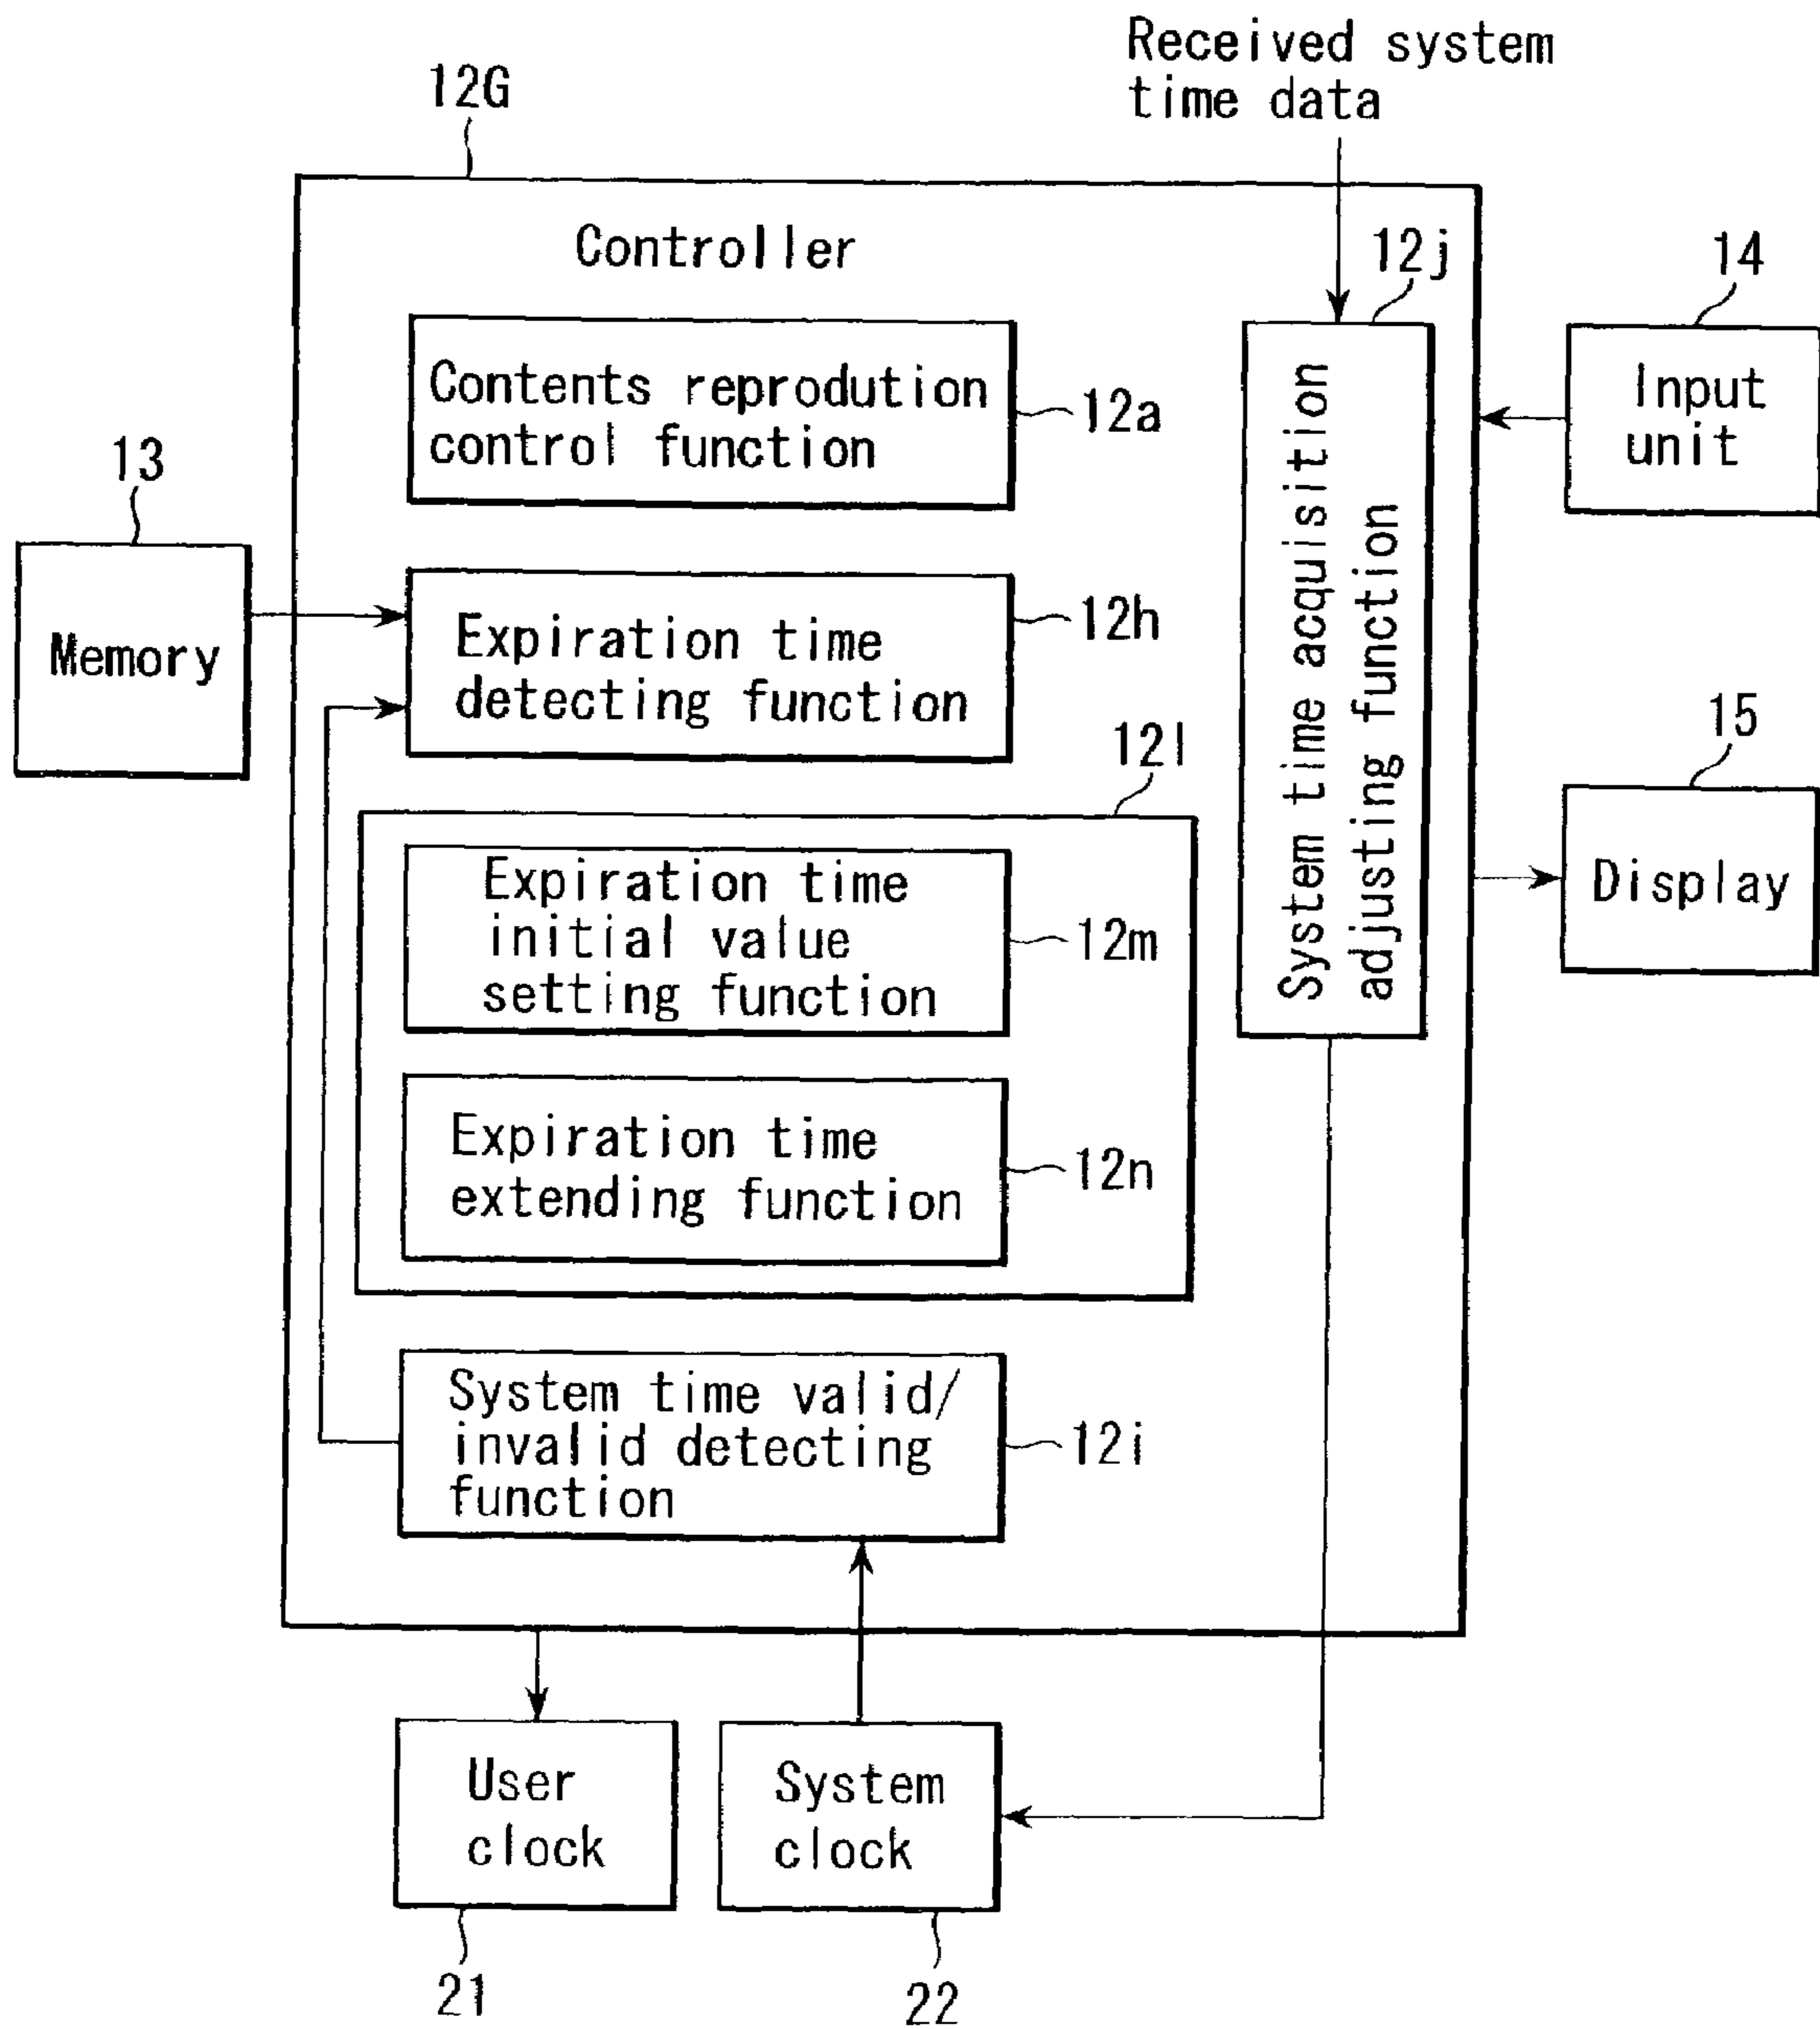 Received system
time data
12G
Controller
12j
14
Contents reprodution
control function
12a
Input
unit
System time acquisition
adjusting function
13
Memory
Expiration time
detecting function
12h
15
Display
12l
Expiration time
initial value
setting function
12m
Expiration time
extending function
12n
System time valid/
invalid detecting
function
12i
User
clock
System
clock
21
22